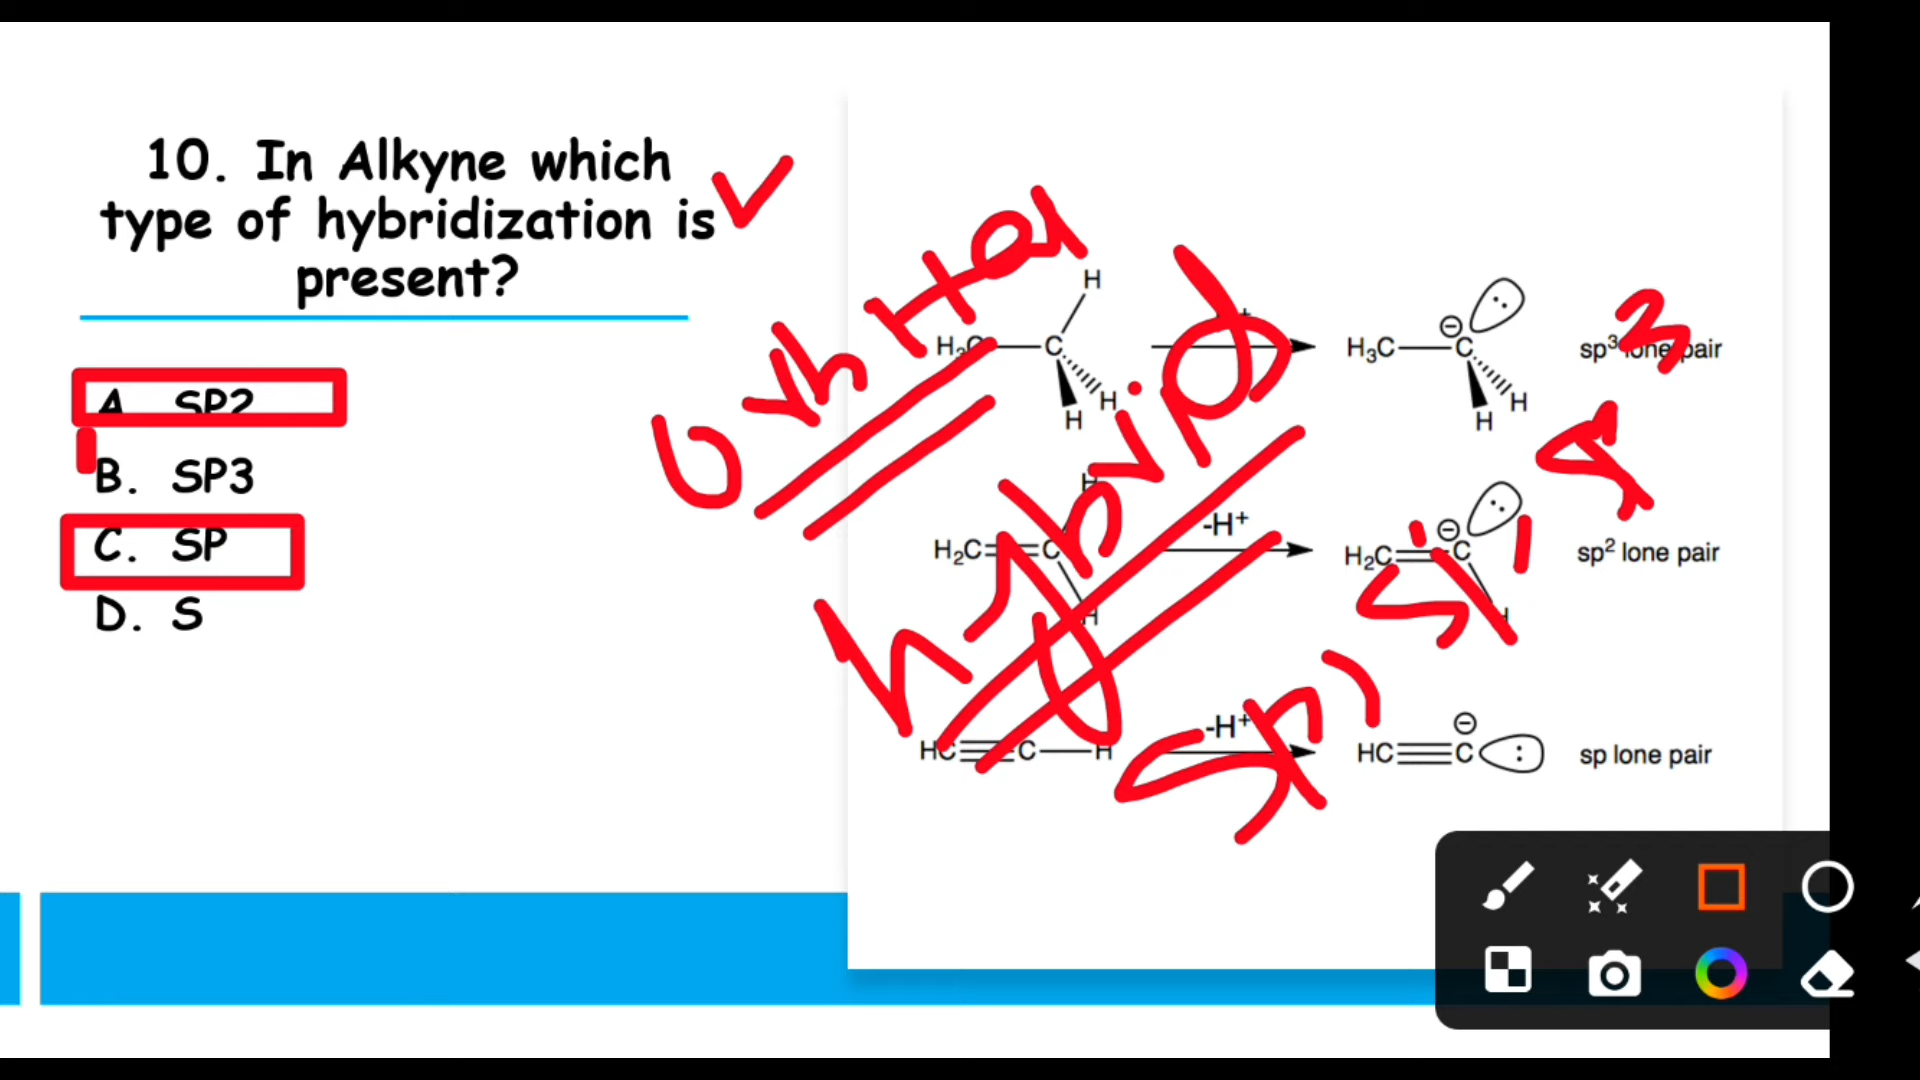 10. In Alkyne which
type of hybridization is
present?
A. SP2
B. SP3
C. SP
D. S
H
H₃C C
H
H
H₃C C
H
H
sp³ lone pair
H
H₂C C
H
-H⁺
H₂C C
H
sp² lone pair
HC C H
-H⁺
HC C
sp lone pair
hybrid
sp,